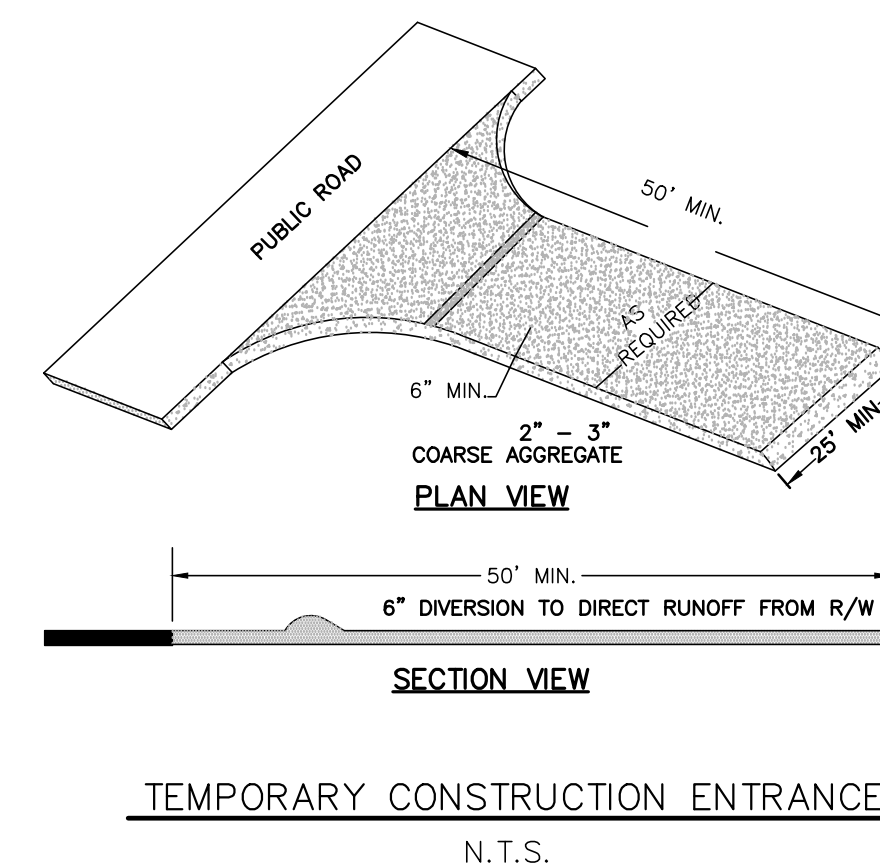 PUBLIC ROAD
50' MIN.
AS
REQUIRED
6" MIN.
2" – 3"
COARSE AGGREGATE
25' MIN.
PLAN VIEW
50' MIN.
6" DIVERSION TO DIRECT RUNOFF FROM R/W
SECTION VIEW
TEMPORARY CONSTRUCTION ENTRANCE
N.T.S.